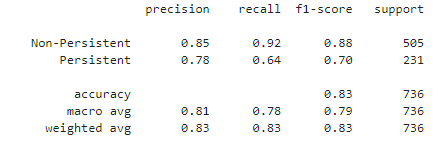 precision recall f1-score support
Non-Persistent 0.85 0.92 0.88 505
Persistent 0.78 0.64 0.70 231
accuracy 0.83 736
macro avg 0.81 0.78 0.79 736
weighted avg 0.83 0.83 0.83 736